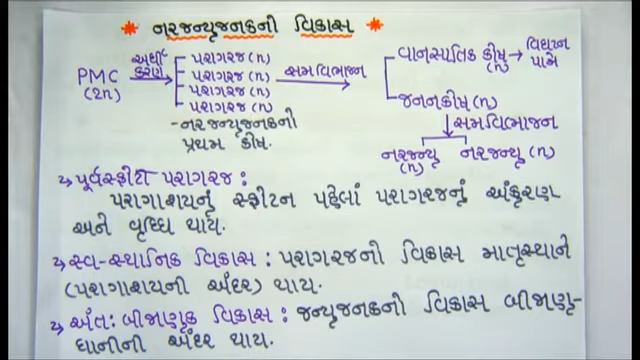 નરજન્યુજનકનો વિકાસ
PMC (2n) અર્ધીકરણ
પરાગરજ (n)
પરાગરજ (n)
પરાગરજ (n)
પરાગરજ (n)
- નરજન્યુજનકનો
પ્રથમ કોષ.
સમવિભાજન
વાનસ્પતિક કોષ (n) → વિઘટન પામે
જનનકોષ (n)
સમવિભાજન
નરજન્યુ (n) નરજન્યુ (n)
→ પૂર્વસ્ફોટી પરાગરજ :
પરાગાશયનું સ્ફોટન પહેલાં પરાગરજનું અંકુરણ
અને વૃધ્ધિ થાય.
→ સ્વ-સ્થાનિક વિકાસ : પરાગરજનો વિકાસ માતૃસ્થાને
(પરાગાશયની અંદર) થાય.
→ અંત: બીજાણુક વિકાસ : જન્યુજનકનો વિકાસ બીજાણુ-
ધાનીની અંદર થાય.